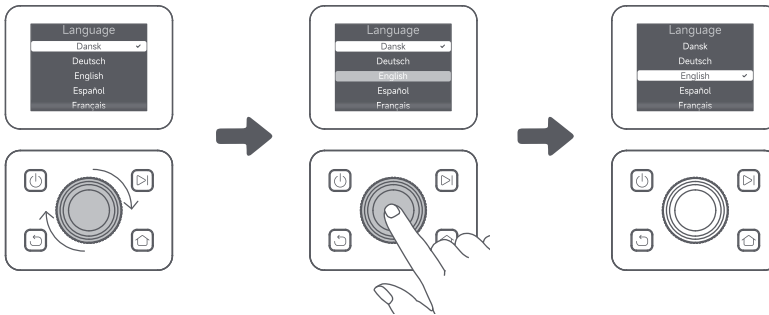 Language
Dansk
Deutsch
English
Español
Français
Language
Dansk
Deutsch
English
Español
Français
Language
Dansk
Deutsch
English
Español
Français